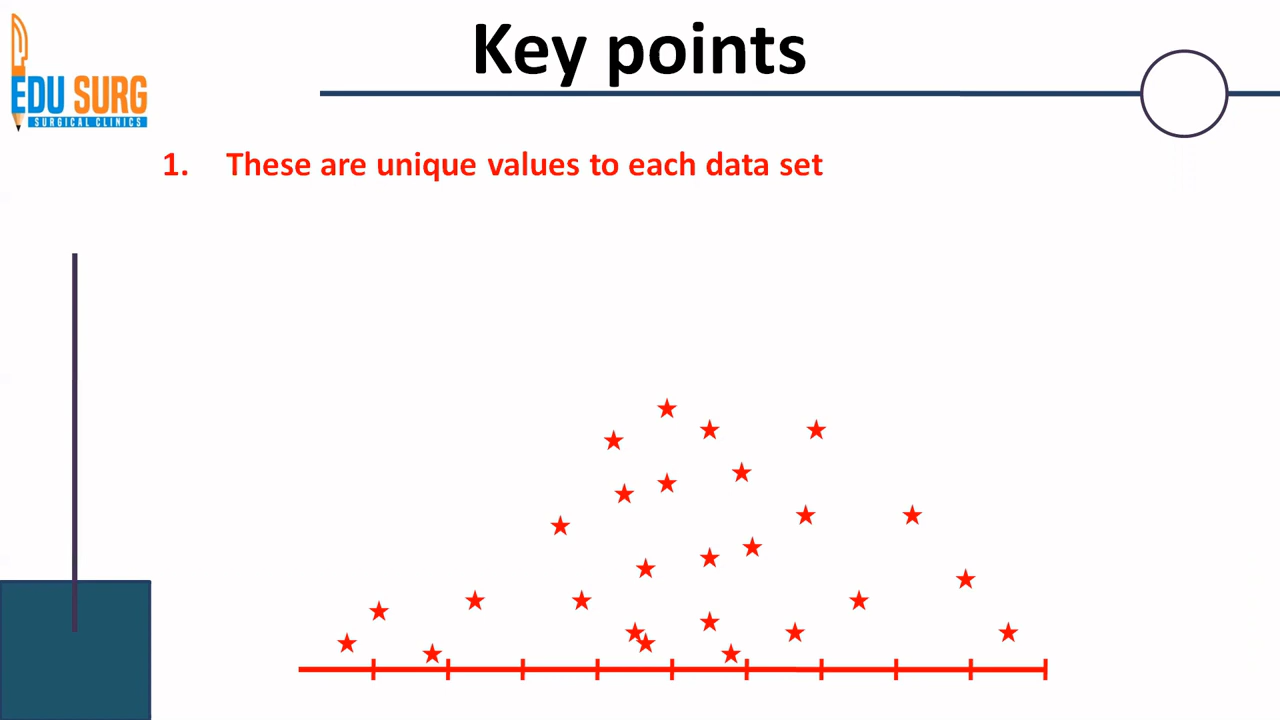 Key points
EDU SURG
SURGICAL CLINICS
1. These are unique values to each data set